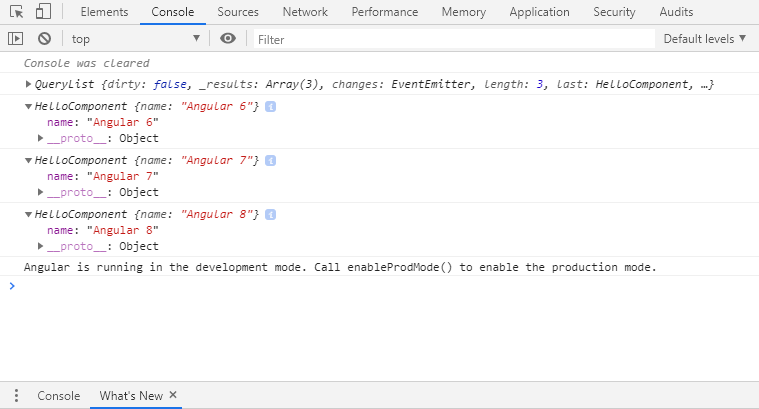 Elements Console Sources Network Performance Memory Application Security Audits
top Filter Default levels
Console was cleared
QueryList {dirty: false, _results: Array(3), changes: EventEmitter, length: 3, last: HelloComponent, …}
HelloComponent {name: "Angular 6"}
name: "Angular 6"
__proto__: Object
HelloComponent {name: "Angular 7"}
name: "Angular 7"
__proto__: Object
HelloComponent {name: "Angular 8"}
name: "Angular 8"
__proto__: Object
Angular is running in the development mode. Call enableProdMode() to enable the production mode.
Console What's New